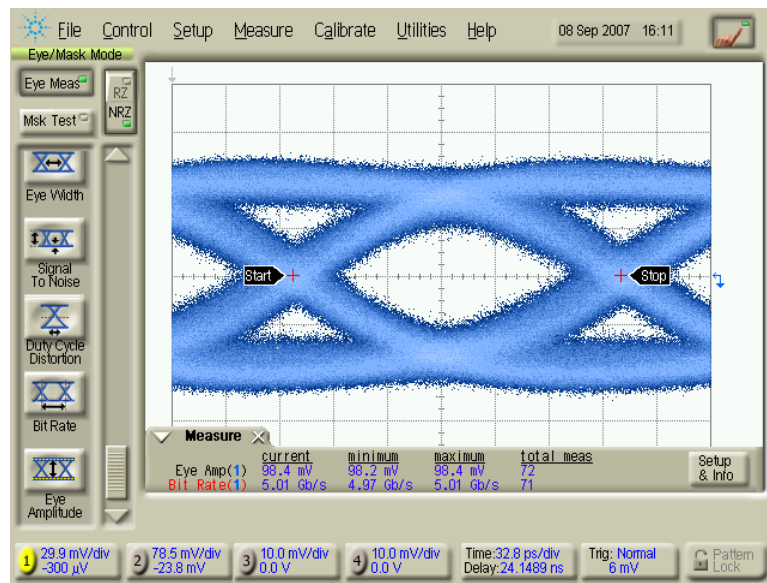 File Control Setup Measure Calibrate Utilities Help 08 Sep 2007 16:11
Eye/Mask Mode
Eye Meas
RZ
NRZ
Msk Test
Eye Width
Signal
To Noise
Duty Cycle
Distortion
Bit Rate
Eye
Amplitude
Start
Stop
Measure
current minimum maximum total meas
Eye Amp(1) 98.4 mV 98.2 mV 98.4 mV 72
Bit Rate(1) 5.01 Gb/s 4.97 Gb/s 5.01 Gb/s 71
Setup
& Info
1 29.9 mV/div
-300 µV
2 78.5 mV/div
-23.8 mV
3 10.0 mV/div
0.0 V
4 10.0 mV/div
0.0 V
Time:32.8 ps/div
Delay:24.1489 ns
Trig: Normal
6 mV
Pattern
Lock